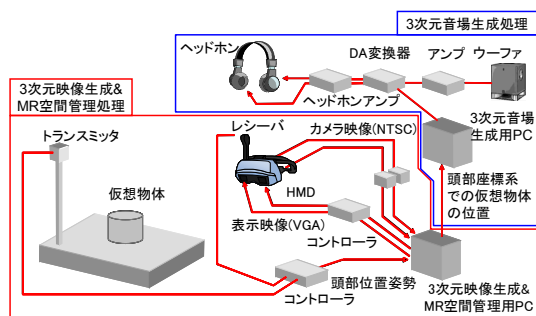 3次元音場生成処理
ヘッドホン
DA変換器
アンプ
ウーファ
ヘッドホンアンプ
3次元映像生成&
MR空間管理処理
トランスミッタ
レシーバ
カメラ映像(NTSC)
3次元音場
生成用PC
仮想物体
HMD
頭部座標系
での仮想物体
の位置
表示映像(VGA)
コントローラ
頭部位置姿勢
コントローラ
3次元映像生成&
MR空間管理用PC